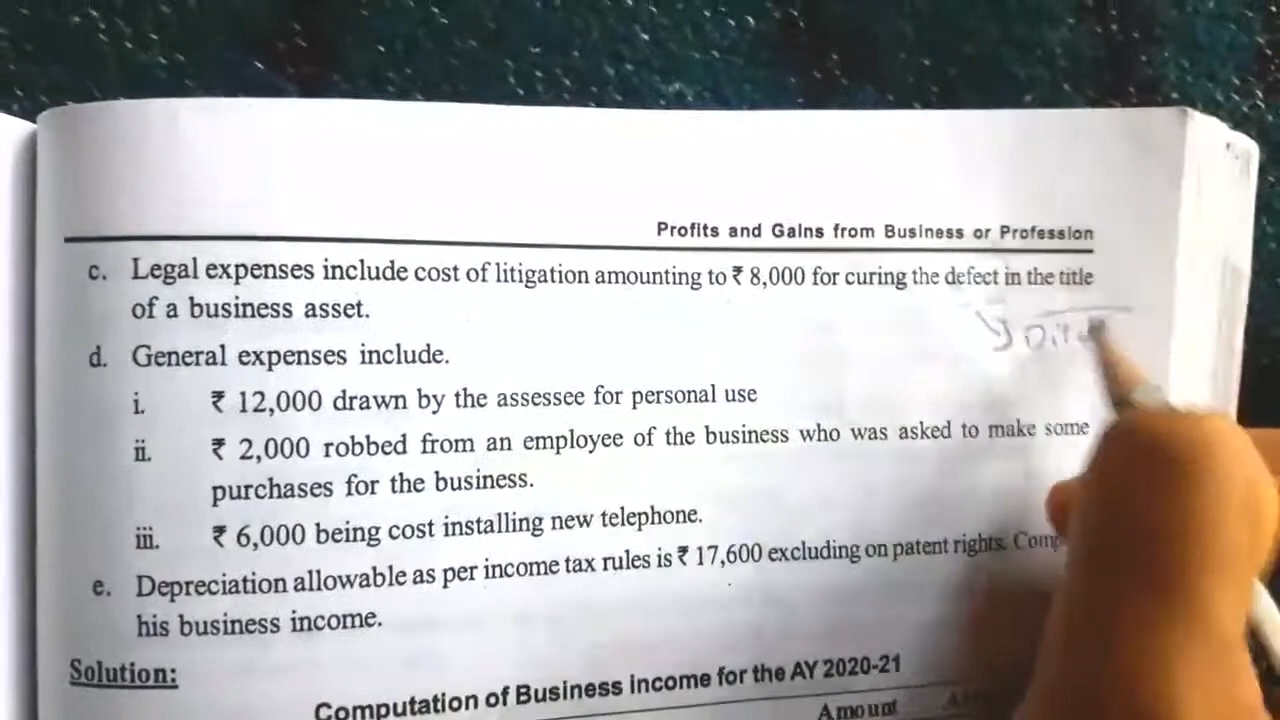 Profits and Gains from Business or Profession
c. Legal expenses include cost of litigation amounting to ₹ 8,000 for curing the defect in the title
of a business asset.
d. General expenses include.
i. ₹ 12,000 drawn by the assessee for personal use
ii. ₹ 2,000 robbed from an employee of the business who was asked to make some
purchases for the business.
iii. ₹ 6,000 being cost installing new telephone.
e. Depreciation allowable as per income tax rules is ₹ 17,600 excluding on patent rights.
his business income.
Solution:
Computation of Business income for the AY 2020-21
Amount